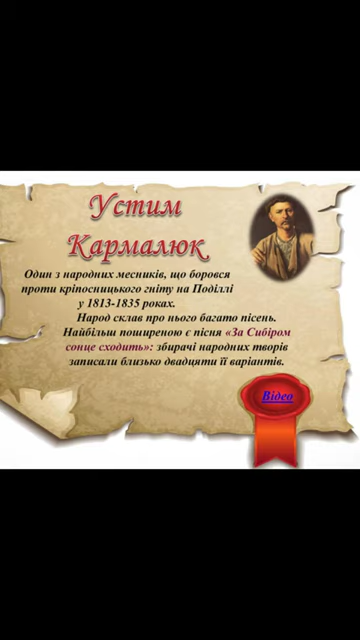 Устим
Кармалюк
Один з народних месників, що боровся
проти кріпосницького гніту на Поділлі
у 1813-1835 роках.
Народ склав про нього багато пісень.
Найбільш поширеною є пісня «За Сибіром
сонце сходить»: збирачі народних творів
записали близько двадцяти її варіантів.
Відео